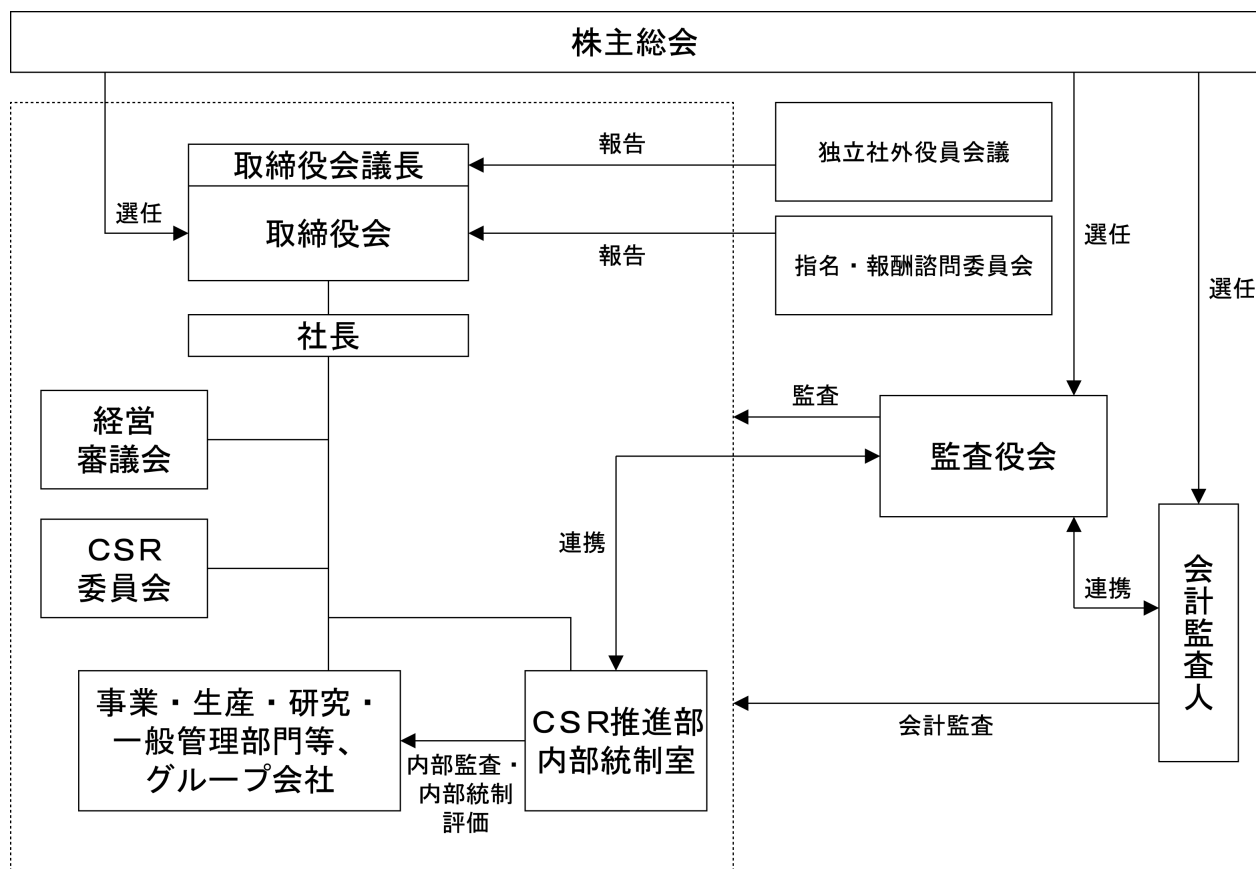 株主総会
取締役会議長
取締役会
選任
報告
独立社外役員会議
報告
指名・報酬諮問委員会
選任
選任
社長
経営
審議会
監査
監査役会
CSR
委員会
連携
連携
会計監査人
事業・生産・研究・
一般管理部門等、
グループ会社
内部監査・
内部統制
評価
CSR推進部
内部統制室
会計監査